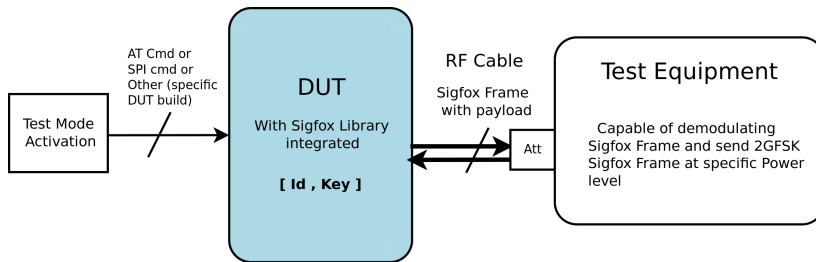 Test Mode
Activation
AT Cmd or
SPI cmd or
Other (specific
DUT build)
DUT
With Sigfox Library
integrated
[ Id , Key ]
RF Cable
Sigfox Frame
with payload
Att
Test Equipment
Capable of demodulating
Sigfox Frame and send 2GFSK
Sigfox Frame at specific Power
level